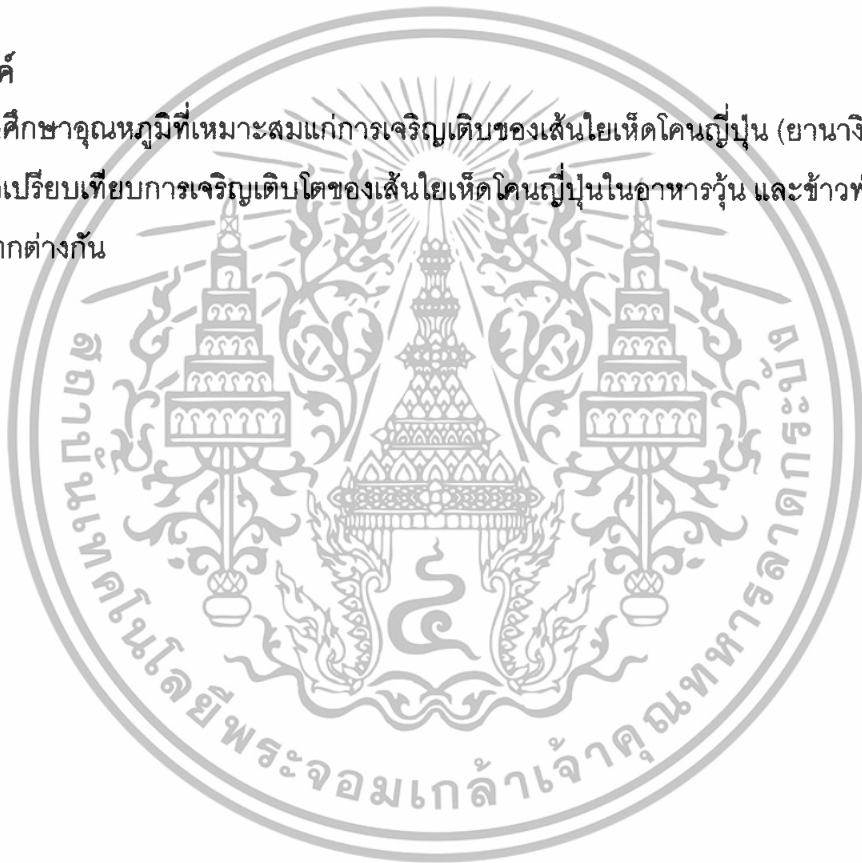 ค์
ศึกษาอุณหภูมิที่เหมาะสมแก่การเจริญเติบของเส้นใยเห็ดโคนญี่ปุ่น (ยานางิ
เปรียบเทียบการเจริญเติบโตของเส้นใยเห็ดโคนญี่ปุ่นในอาหารวุ้น และข้าวฟ่
ากต่างกัน
สถาบันเทคโนโลยีพระจอมเกล้าเจ้าคุณทหารลาดกระบัง